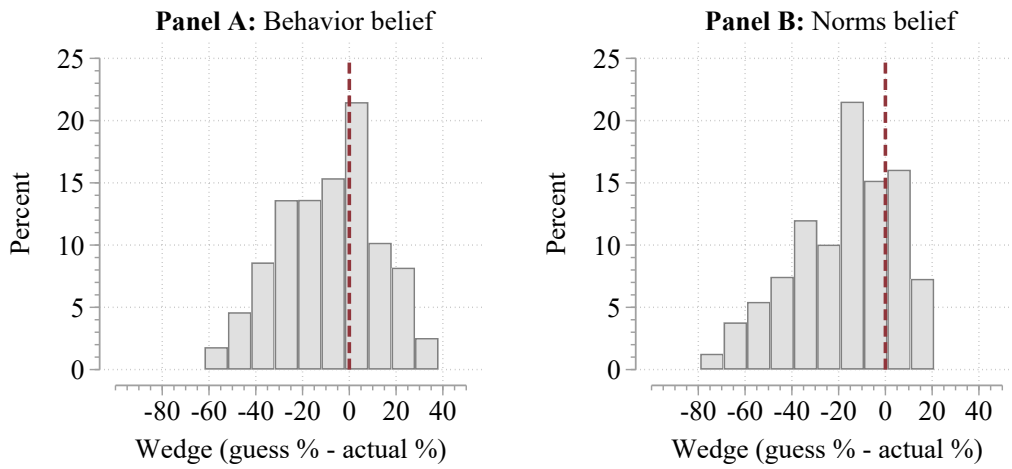 Panel A: Behavior belief
25
20
15
10
5
0
Percent
-80 -60 -40 -20 0 20 40
Wedge (guess % - actual %)
Panel B: Norms belief
25
20
15
10
5
0
Percent
-80 -60 -40 -20 0 20 40
Wedge (guess % - actual %)